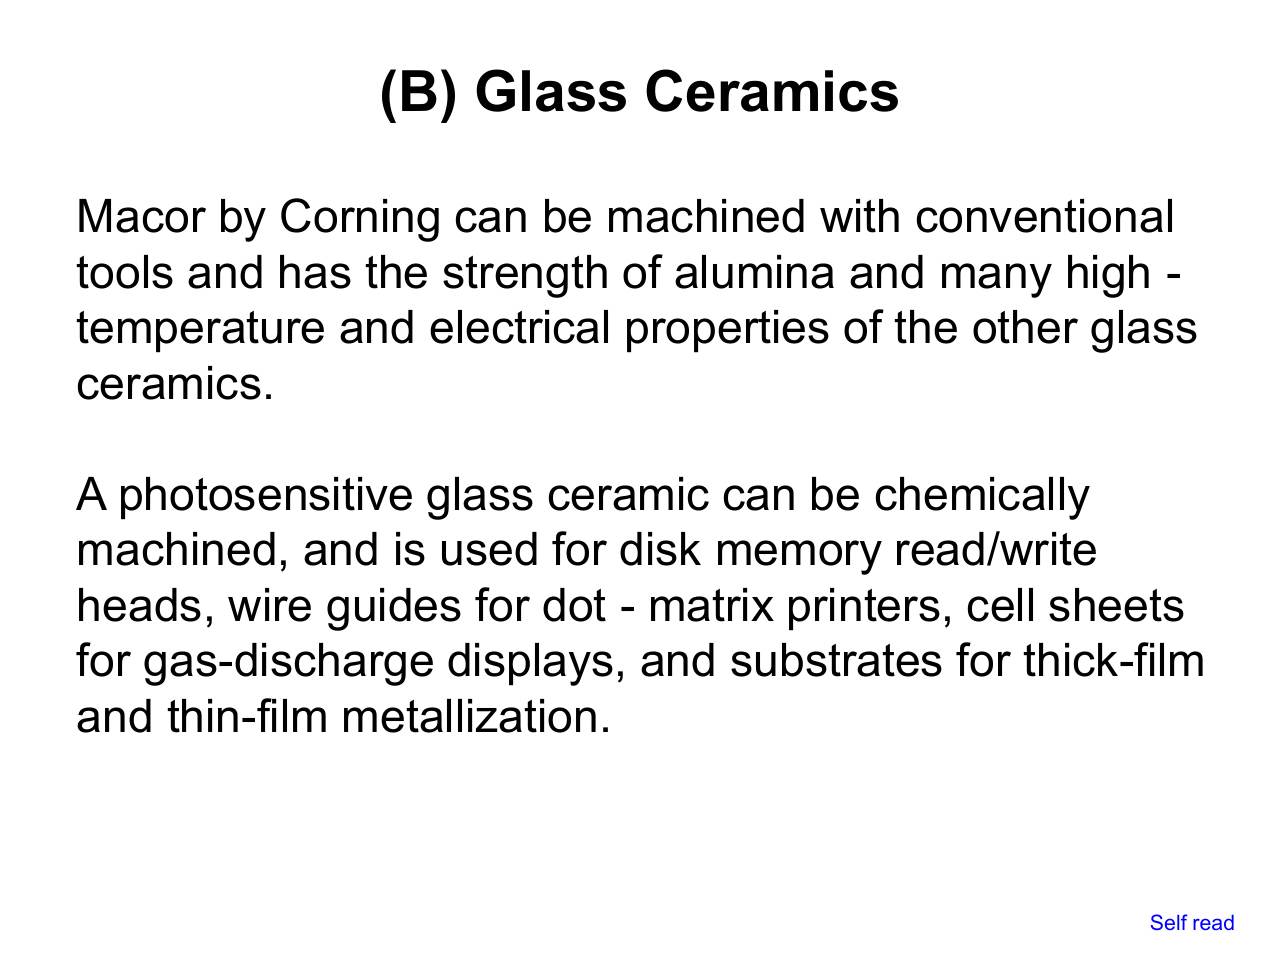 (B) Glass Ceramics
Macor by Corning can be machined with conventional
tools and has the strength of alumina and many high -
temperature and electrical properties of the other glass
ceramics.
A photosensitive glass ceramic can be chemically
machined, and is used for disk memory read/write
heads, wire guides for dot - matrix printers, cell sheets
for gas-discharge displays, and substrates for thick-film
and thin-film metallization.
Self read